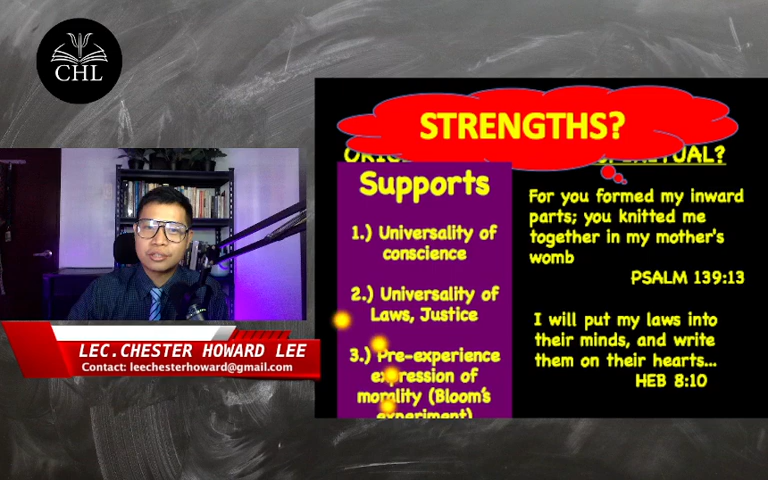 CHL
STRENGTHS?
Supports
1.) Universality of
conscience
2.) Universality of
Laws, Justice
3.) Pre-experience
expression of
morality (Bloom's
experiment)
For you formed my inward
parts; you knitted me
together in my mother's
womb
PSALM 139:13
I will put my laws into
their minds, and write
them on their hearts...
HEB 8:10
LEC.CHESTER HOWARD LEE
Contact: leechesterhoward@gmail.com